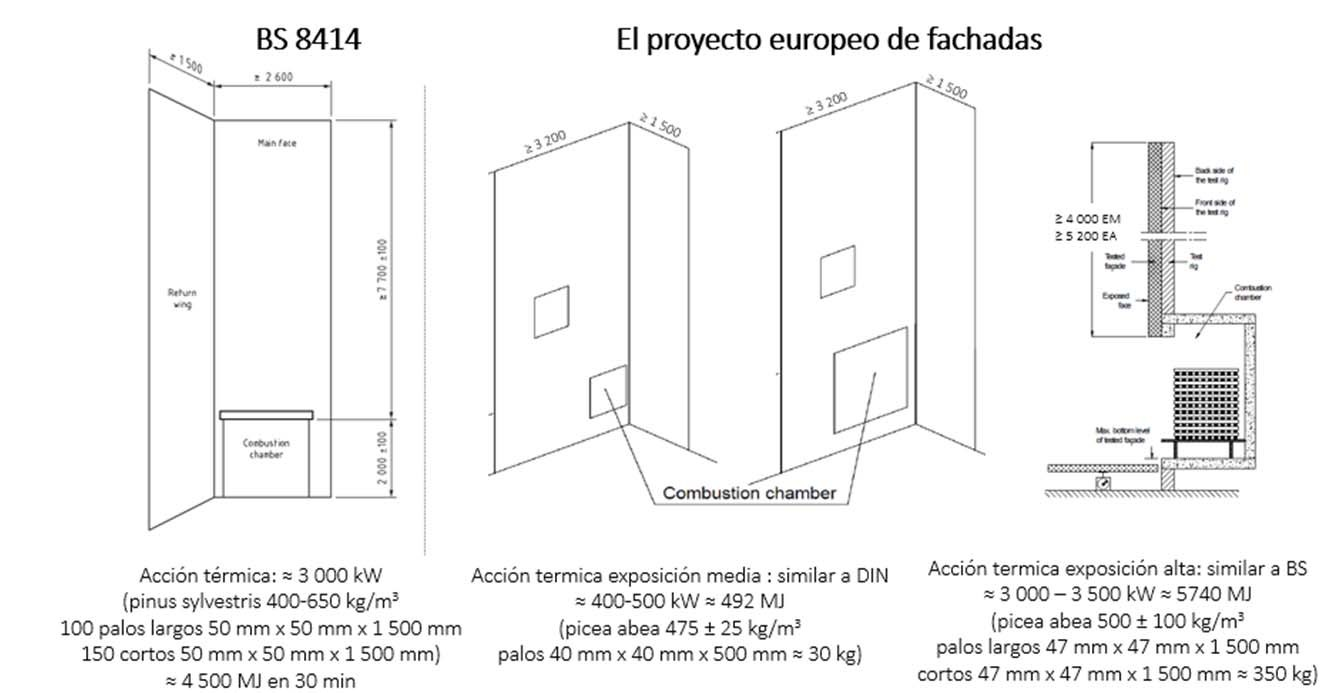 BS 8414
El proyecto europeo de fachadas
≥ 1 500
≥ 2 600
Main face
Return
wing
≥ 7 700 ±100
Combustion
chamber
2 000 ±100
≥ 3 200
≥ 1 500
≥ 3 200
≥ 1 500
Combustion chamber
Back side of
the test rig
Front side of
the test rig
≥ 4 000 EM
≥ 5 200 EA
Tested
façade
Test
rig
Exposed
face
Combustion
chamber
Max. bottom level
of tested façade
Acción térmica: ≈ 3 000 kW
(pinus sylvestris 400-650 kg/m³
100 palos largos 50 mm x 50 mm x 1 500 mm
150 cortos 50 mm x 50 mm x 1 500 mm)
≈ 4 500 MJ en 30 min
Acción termica exposición media : similar a DIN
≈ 400-500 kW ≈ 492 MJ
(picea abea 475 ± 25 kg/m³
palos 40 mm x 40 mm x 500 mm ≈ 30 kg)
Acción termica exposición alta: similar a BS
≈ 3 000 – 3 500 kW ≈ 5740 MJ
(picea abea 500 ± 100 kg/m³
palos largos 47 mm x 47 mm x 1 500 mm
cortos 47 mm x 47 mm x 1 500 mm ≈ 350 kg)